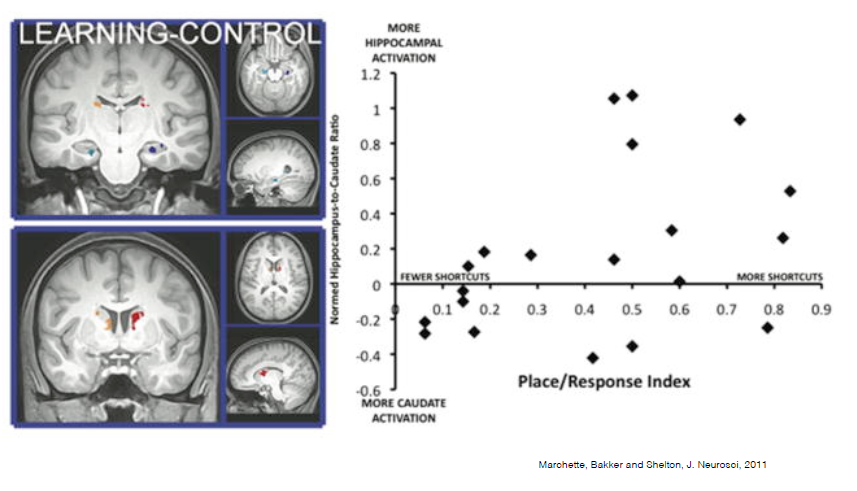 LEARNING-CONTROL
MORE
HIPPOCAMPAL
ACTIVATION
Normed Hippocampus-to-Caudate Ratio
1.2
1
0.8
0.6
0.4
0.2
0
-0.2
-0.4
-0.6
FEWER SHORTCUTS
MORE SHORTCUTS
0 0.1 0.2 0.3 0.4 0.5 0.6 0.7 0.8 0.9
Place/Response Index
MORE CAUDATE
ACTIVATION
Marchette, Bakker and Shelton, J. Neurosci, 2011